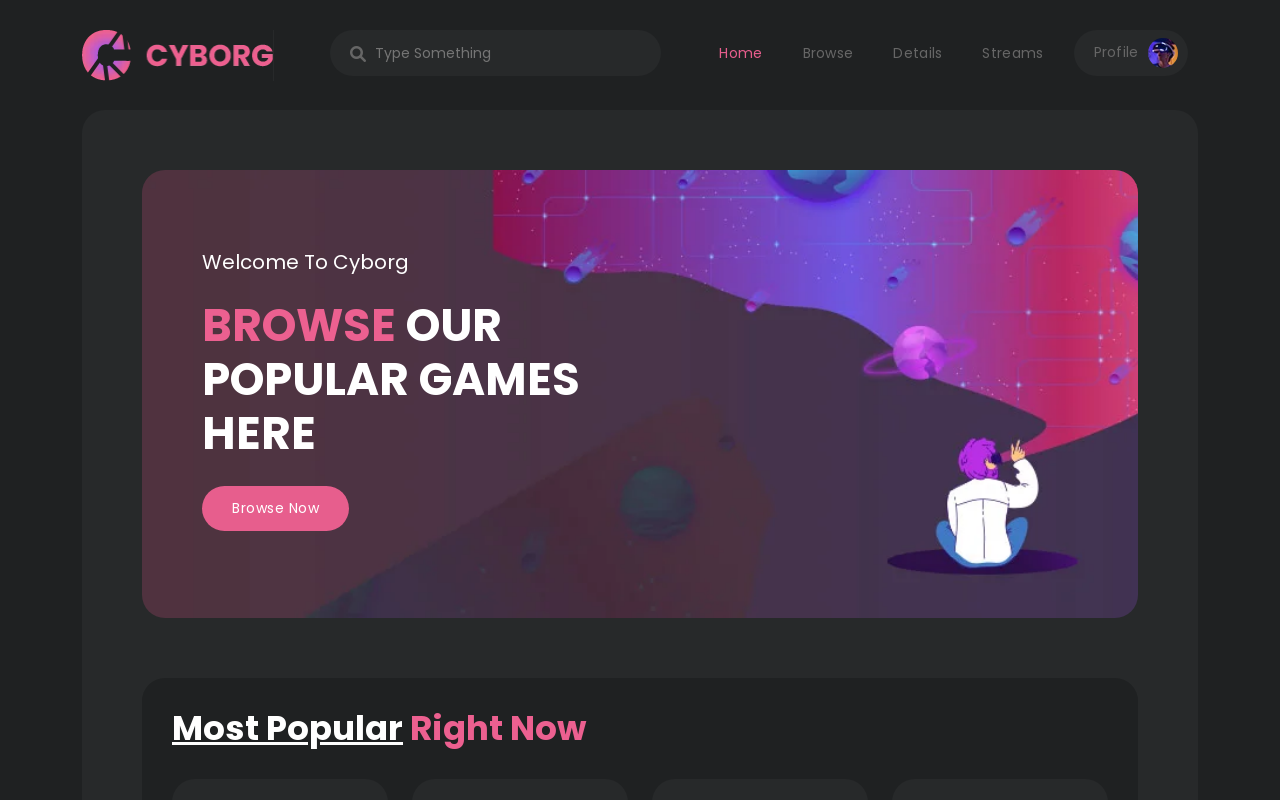 CYBORG
Type Something
Home
Browse
Details
Streams
Profile
Welcome To Cyborg
BROWSE OUR
POPULAR GAMES
HERE
Browse Now
Most Popular Right Now